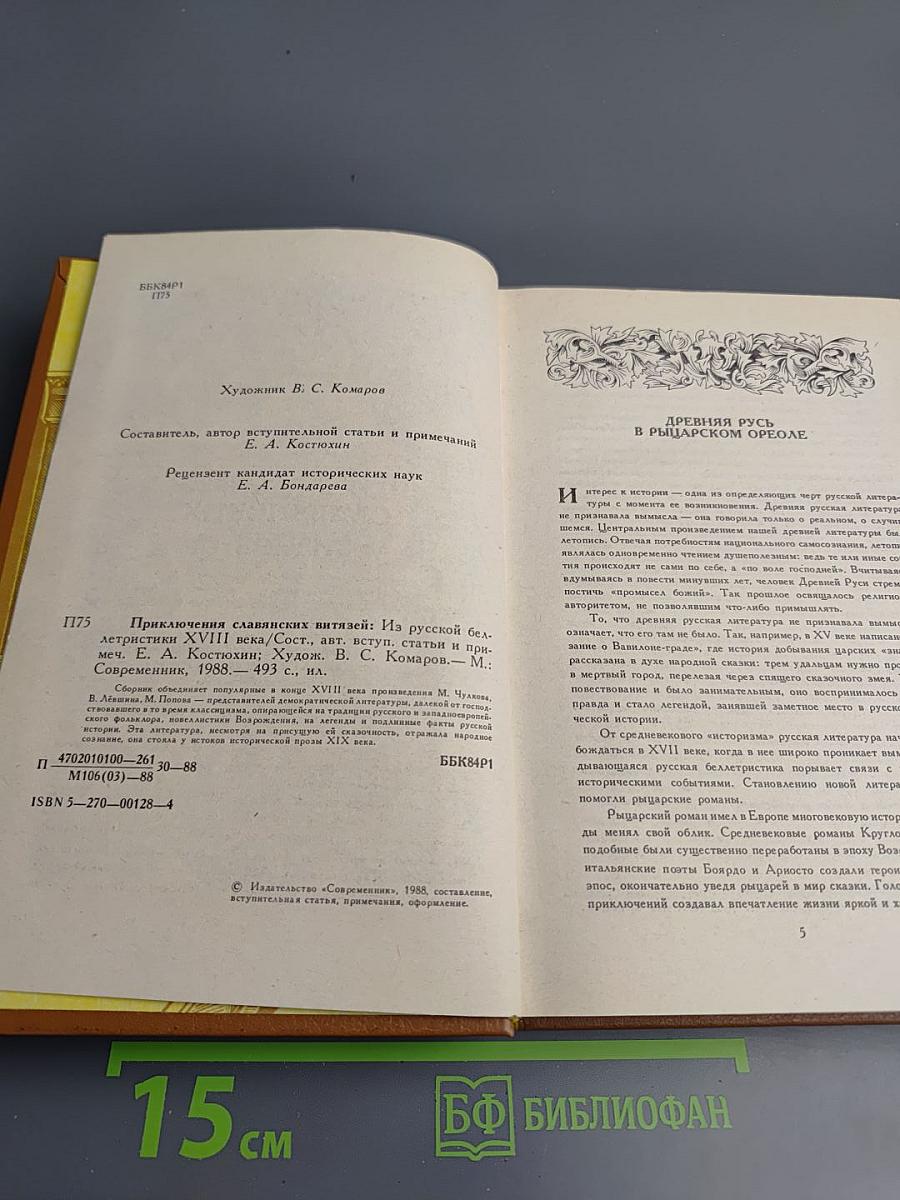 ББК84Р1
П75
Художник В. С. Комаров
Составитель, автор вступительной статьи и примечаний
Е. А. Костюхин
Рецензент кандидат исторических наук
Е. А. Бондарева
П75 Приключения славянских витязей: Из русской бел-
летристики XVIII века/Сост., авт. вступ. статьи и при-
меч. Е. А. Костюхин; Худож. В. С. Комаров.— М.:
Современник, 1988.— 493 с., ил.
Сборник объединяет популярные в конце XVIII века произведения М. Чулкова,
В. Лёвшина, М. Попова — представителей демократической литературы, далекой от господ-
ствовавшего в то время классицизма, опирающейся на традиции русского и западноевропей-
ского фольклора, новеллистики Возрождения, на легенды и подлинные факты русской
истории. Эта литература, несмотря на присущую ей сказочность, отражала народное
сознание, она стояла у истоков исторической прозы XIX века.
П 4702010100—261 30—88 ББК84Р1
М106(03)—88
ISBN 5—270—00128—4
© Издательство «Современник», 1988, составление,
вступительная статья, примечания, оформление.
ДРЕВНЯЯ РУСЬ
В РЫЦАРСКОМ ОРЕОЛЕ
Интерес к истории — одна из определяющих черт русской литера-
туры с момента ее возникновения. Древняя русская литература
не признавала вымысла — она говорила только о реальном, о случи
шемся. Центральным произведением нашей древней литературы бы
летопись. Отвечая потребностям национального самосознания, летопи
являлась одновременно чтением душеполезным: ведь те или иные со
тия происходят не сами по себе, а «по воле господней». Вчитывая
вдумываясь в повести минувших лет, человек Древней Руси стрем
постичь «промысел божий». Так прошлое освящалось религио
авторитетом, не позволявшим что-либо примышлять.
То, что древняя русская литература не признавала вымыс
означает, что его там не было. Так, например, в XV веке написан
зание о Вавилоне-граде», где история добывания царских «зна
рассказана в духе народной сказки: трем удальцам нужно про
в мертвый город, перелезая через спящего сказочного змея.
повествование и было занимательным, оно воспринималось
правда и стало легендой, занявшей заметное место в русско
ческой истории.
От средневекового «историзма» русская литература нач
бождаться в XVII веке, когда в нее широко проникает вым
дывающаяся русская беллетристика порывает связи с
историческими событиями. Становлению новой литера
помогли рыцарские романы.
Рыцарский роман имел в Европе многовековую истор
ды менял свой облик. Средневековые романы Кругло
подобные были существенно переработаны в эпоху Воз
итальянские поэты Боярдо и Ариосто создали герои
эпос, окончательно уведя рыцарей в мир сказки. Голо
приключений создавал впечатление жизни яркой и х
5
15 см
БФ БИБЛИОФАН